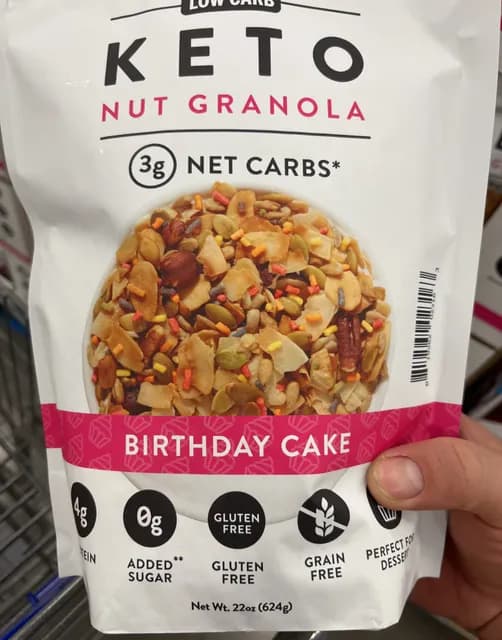 LOW CARB
KETO
NUT GRANOLA
3g NET CARBS*
BIRTHDAY CAKE
4g
0g
ADDED**
SUGAR
GLUTEN
FREE
GLUTEN
FREE
GRAIN
FREE
PERFECT
Net Wt. 22oz (624g)